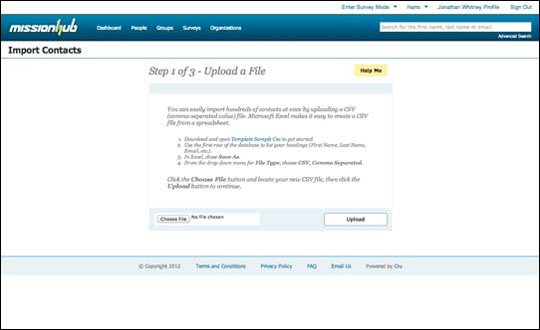 Enter Survey Mode Hams Jonathan Whitney Profile Sign Out
missionhub Dashboard People Groups Surveys Organizations Search for the first name, last name or email.
Advanced Search
Import Contacts
Step 1 of 3 - Upload a File Help Me
You can easily import hundreds of contacts at once by uploading a CSV
(comma seperated value) file. Microsoft Excel makes it easy to create a CSV
file from a spreadsheet.
1. Download and open Template Sample Csv to get started.
2. Use the first row of the database to list your headings (First Name, Last Name,
Email, etc.).
3. In Excel, chose Save As.
4. From the drop down menu for File Type, chose CSV, Comma Separated.
Click the Choose File button and locate your new CSV file, then click the
Upload button to continue.
Choose File No file chosen Upload
© Copyright 2012 Terms and Conditions Privacy Policy FAQ Email Us Powered by Cru